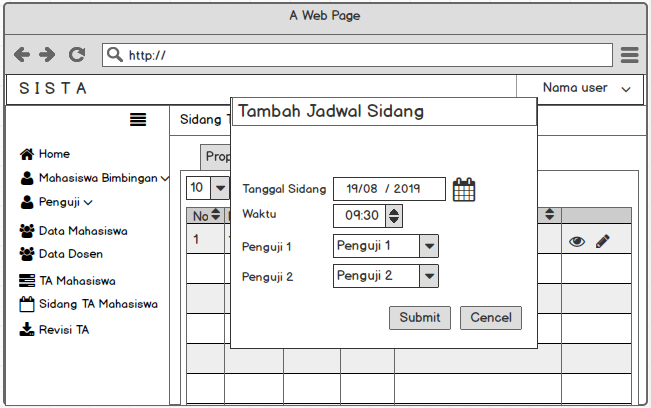 A Web Page
http://
S I S T A
Nama user
Sidang T
Tambah Jadwal Sidang
Home
Mahasiswa Bimbingan
Penguji
Data Mahasiswa
Data Dosen
TA Mahasiswa
Sidang TA Mahasiswa
Revisi TA
Prop
10
No
1
Tanggal Sidang 19/08 / 2019
Waktu 09:30
Penguji 1 Penguji 1
Penguji 2 Penguji 2
Submit Cencel